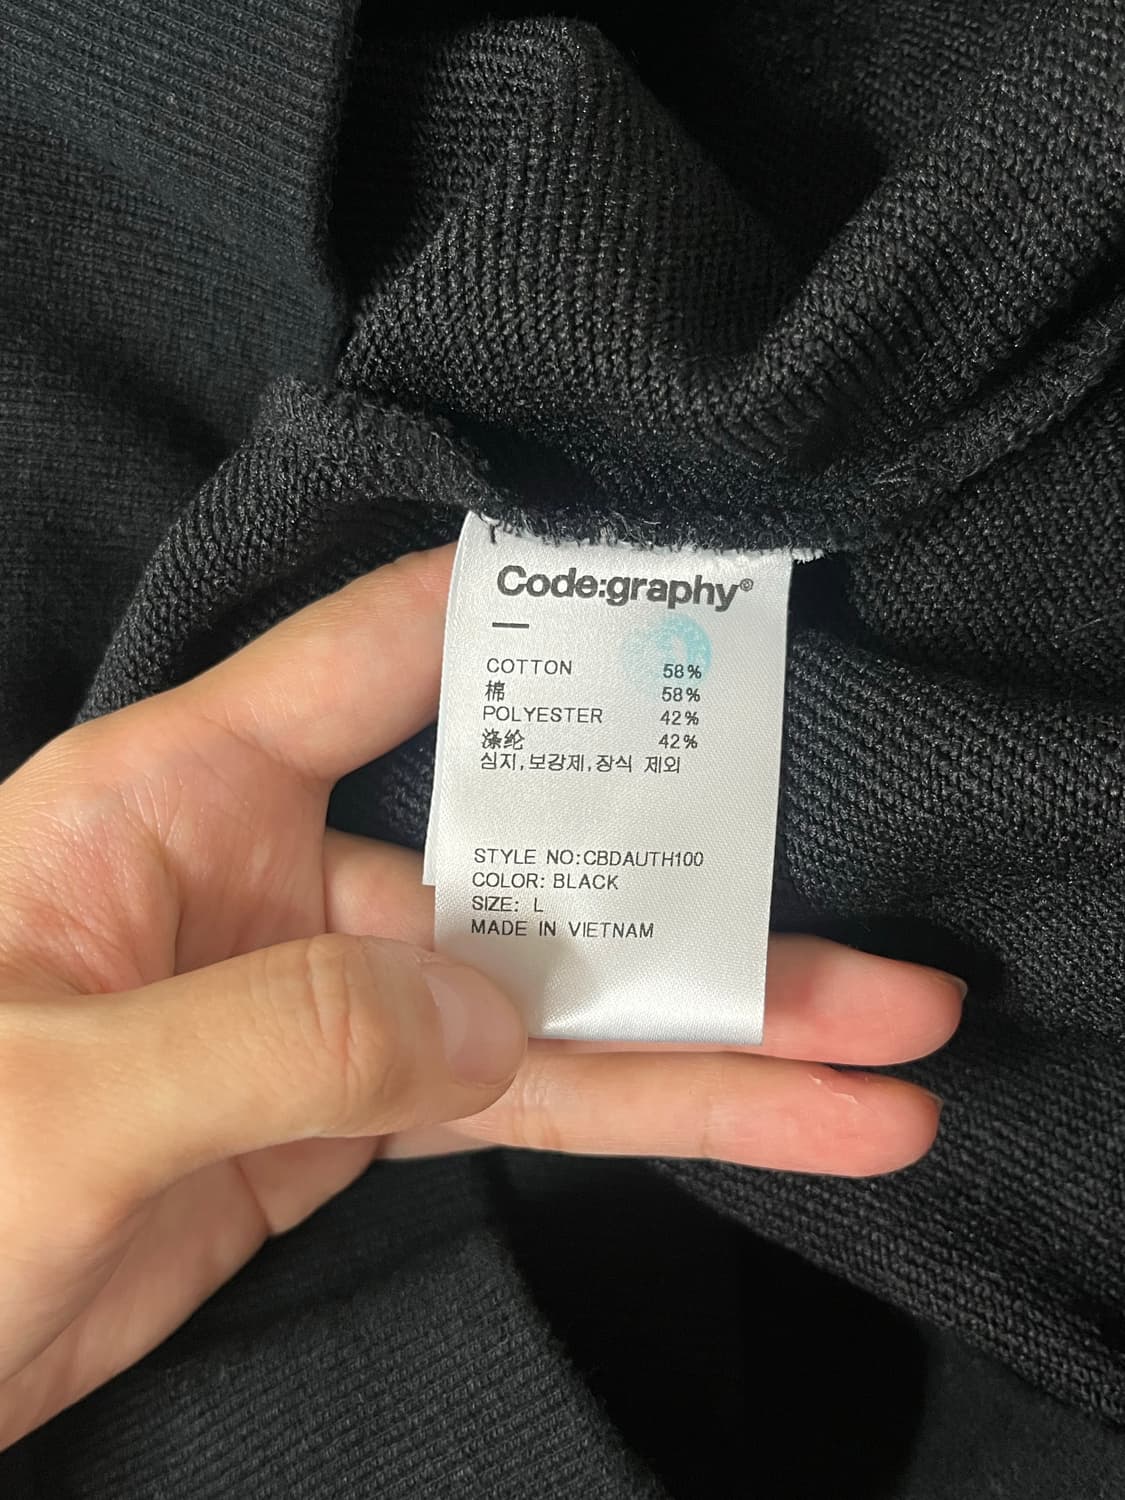 Code:graphy®
COTTON 58%
棉 58%
POLYESTER 42%
涤纶 42%
심지,보강제,장식 제외
STYLE NO:CBDAUTH100
COLOR: BLACK
SIZE: L
MADE IN VIETNAM